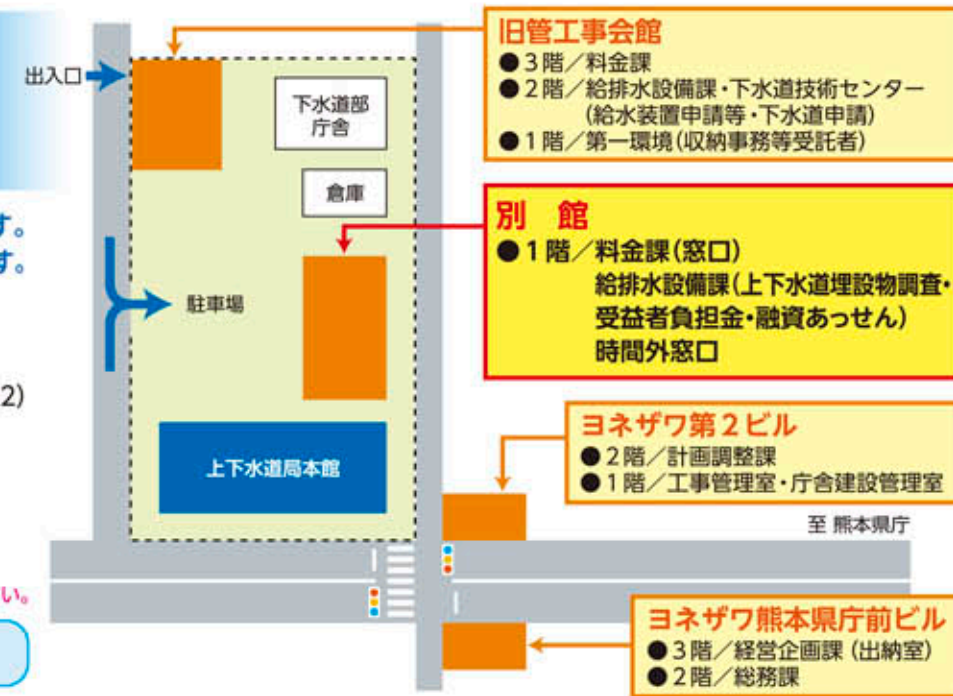 旧管工事会館
●3階／料金課
●2階／給排水設備課・下水道技術センター
(給水装置申請等・下水道申請)
●1階／第一環境(収納事務等受託者)
出入口
下水道部
庁舎
倉庫
別　館
●1階／料金課(窓口)
給排水設備課(上下水道埋設物調査・
受益者負担金・融資あっせん)
時間外窓口
す。
す。
駐車場
2)
ヨネザワ第2ビル
●2階／計画調整課
●1階／工事管理室・庁舎建設管理室
上下水道局本館
至 熊本県庁
い。
ヨネザワ熊本県庁前ビル
●3階／経営企画課(出納室)
●2階／総務課